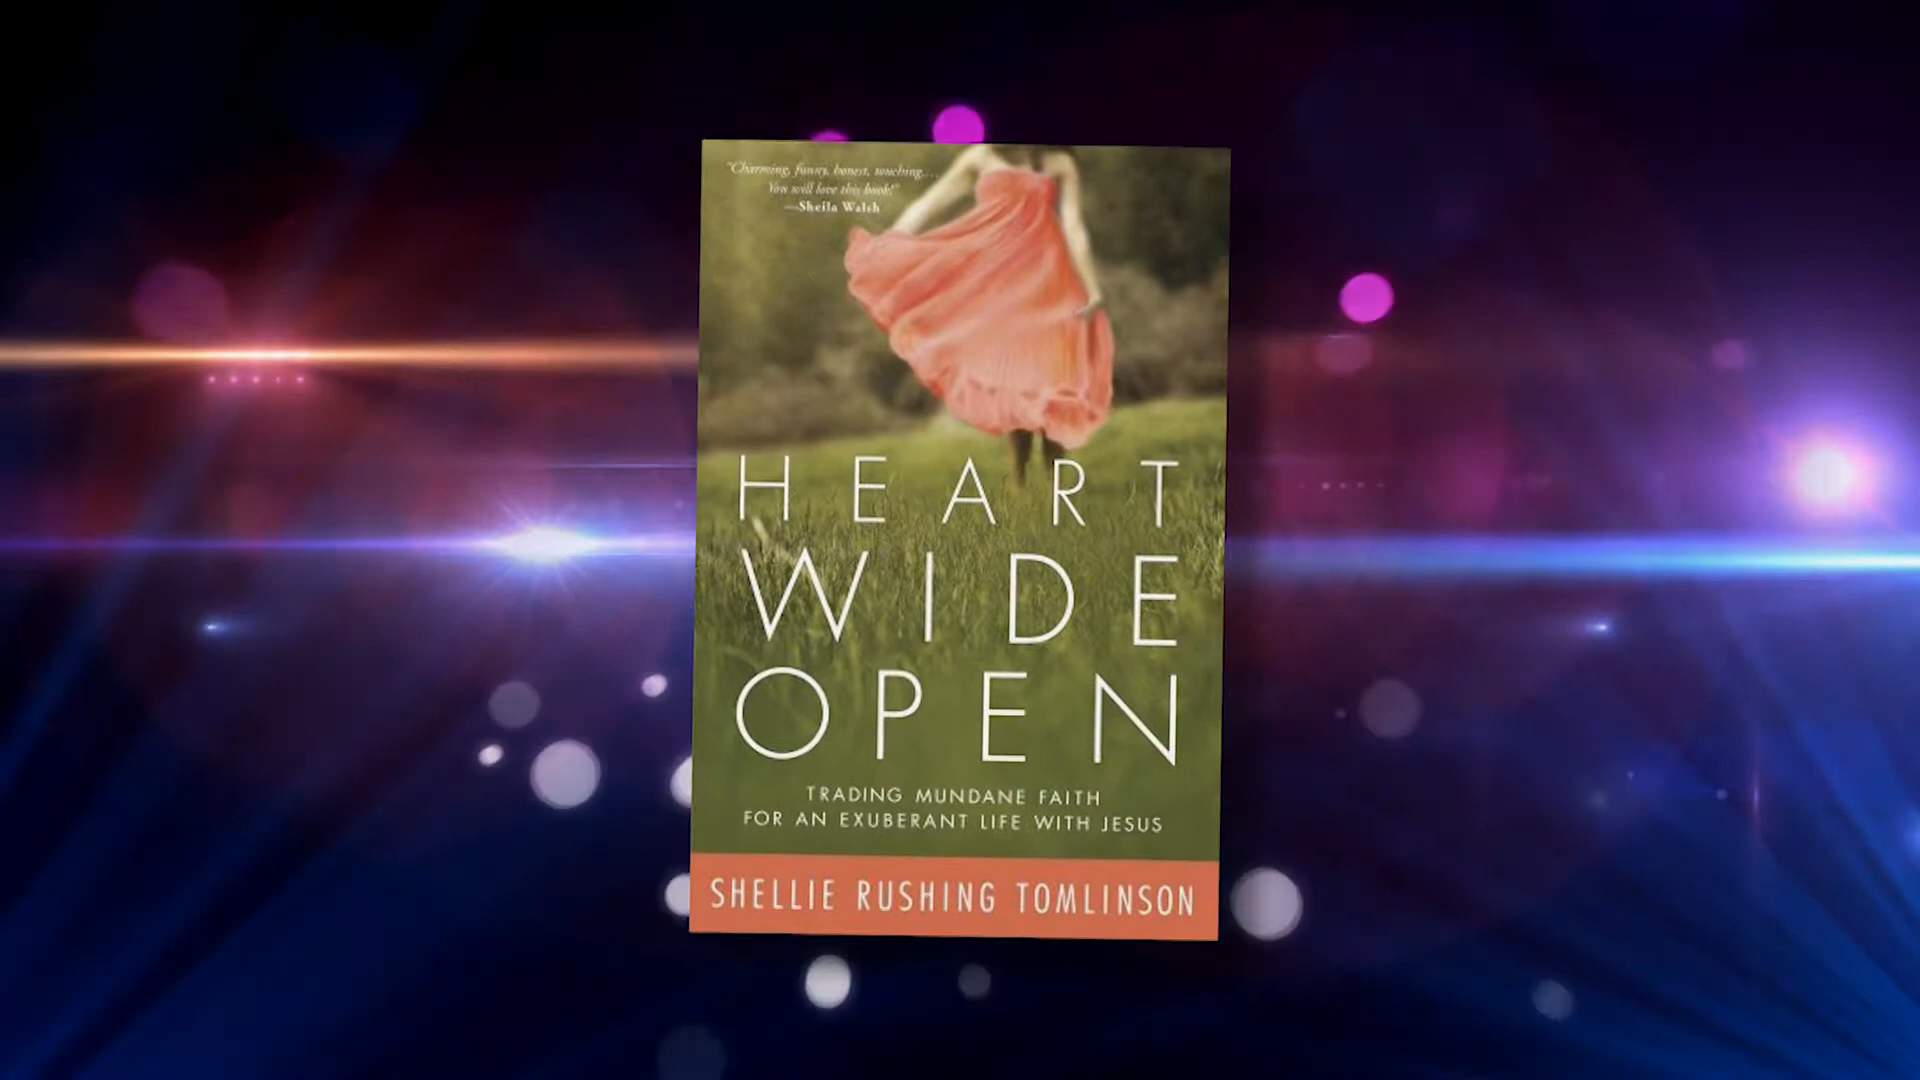 "Charming, funny, honest, touching....
You will love this book!"
—Sheila Walsh
HEART
WIDE
OPEN
TRADING MUNDANE FAITH
FOR AN EXUBERANT LIFE WITH JESUS
SHELLIE RUSHING TOMLINSON